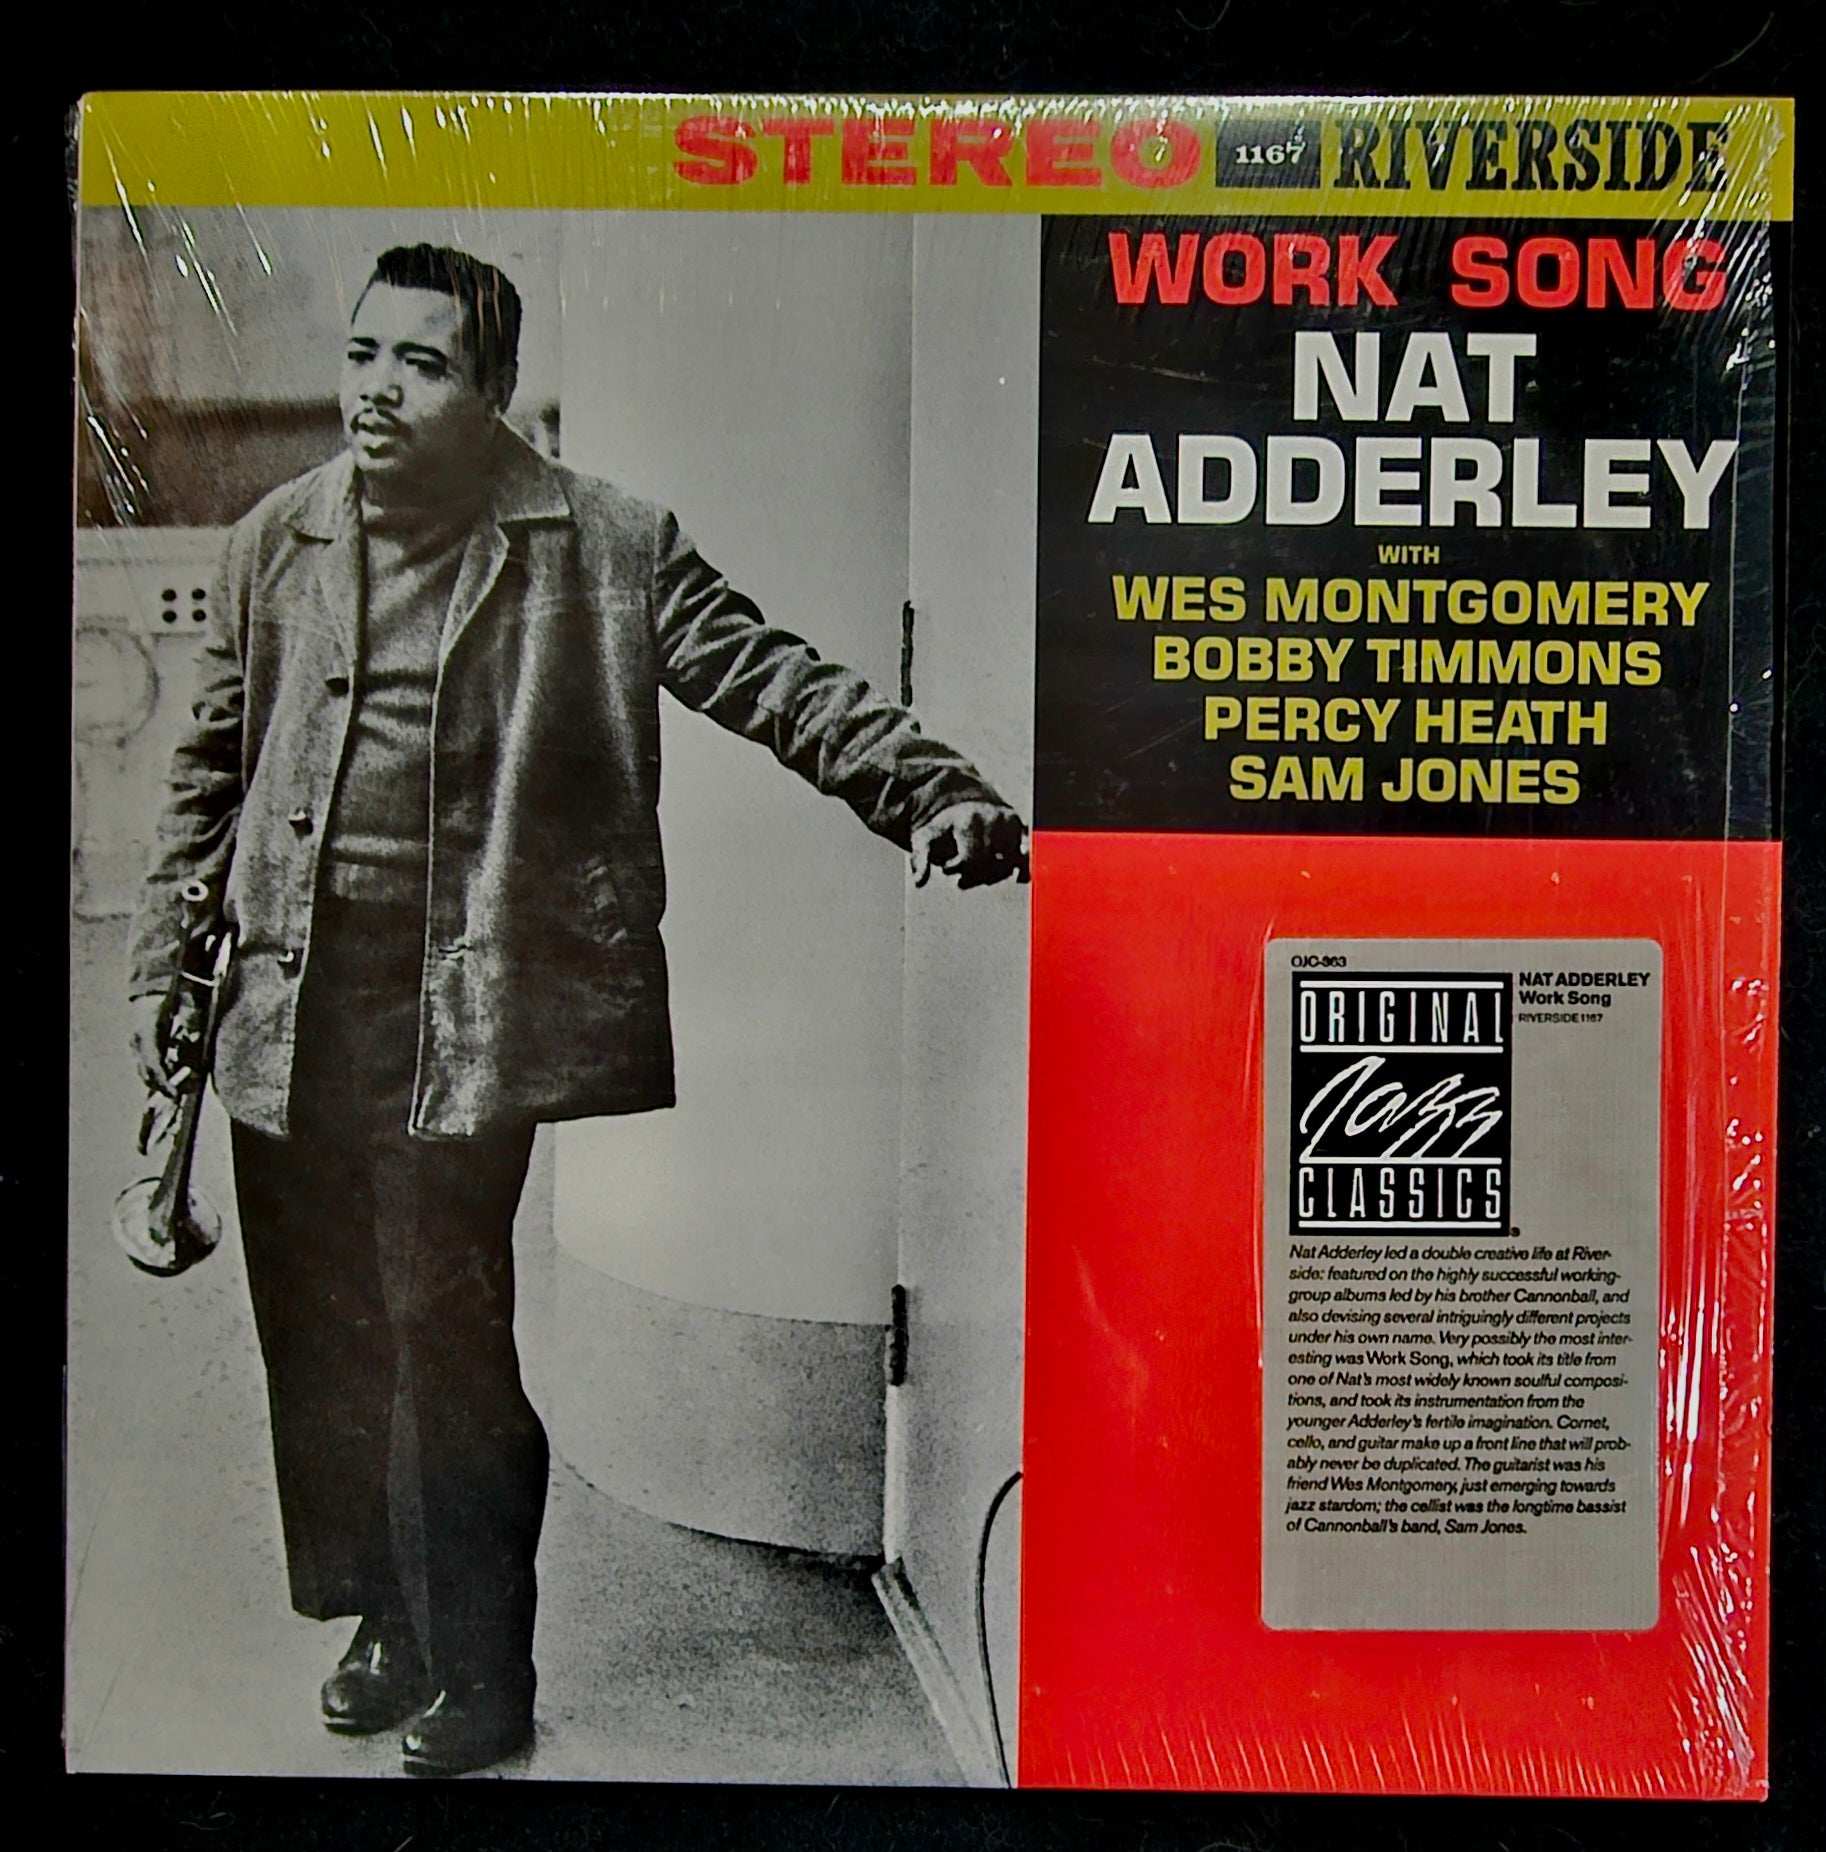 STEREO 1167 RIVERSIDE
WORK SONG
NAT
ADDERLEY
WITH
WES MONTGOMERY
BOBBY TIMMONS
PERCY HEATH
SAM JONES
OJC-363
NAT ADDERLEY
Work Song
RIVERSIDE 1167
ORIGINAL
Jazz
CLASSICS
Nat Adderley led a double creative life at River-
side: featured on the highly successful working-
group albums led by his brother Cannonball, and
also devising several intriguingly different projects
under his own name. Very possibly the most inter-
esting was Work Song, which took its title from
one of Nat's most widely known soulful composi-
tions, and took its instrumentation from the
younger Adderley's fertile imagination. Cornet,
cello, and guitar make up a front line that will prob-
ably never be duplicated. The guitarist was his
friend Wes Montgomery, just emerging towards
jazz stardom; the cellist was the longtime bassist
of Cannonball's band, Sam Jones.